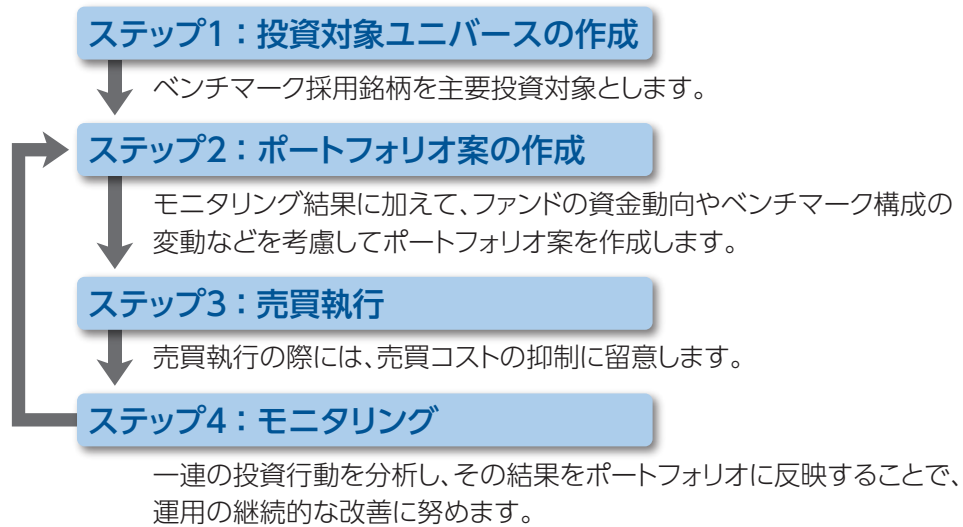 ステップ1：投資対象ユニバースの作成
ベンチマーク採用銘柄を主要投資対象とします。
ステップ2：ポートフォリオ案の作成
モニタリング結果に加えて、ファンドの資金動向やベンチマーク構成の
変動などを考慮してポートフォリオ案を作成します。
ステップ3：売買執行
売買執行の際には、売買コストの抑制に留意します。
ステップ4：モニタリング
一連の投資行動を分析し、その結果をポートフォリオに反映することで、
運用の継続的な改善に努めます。